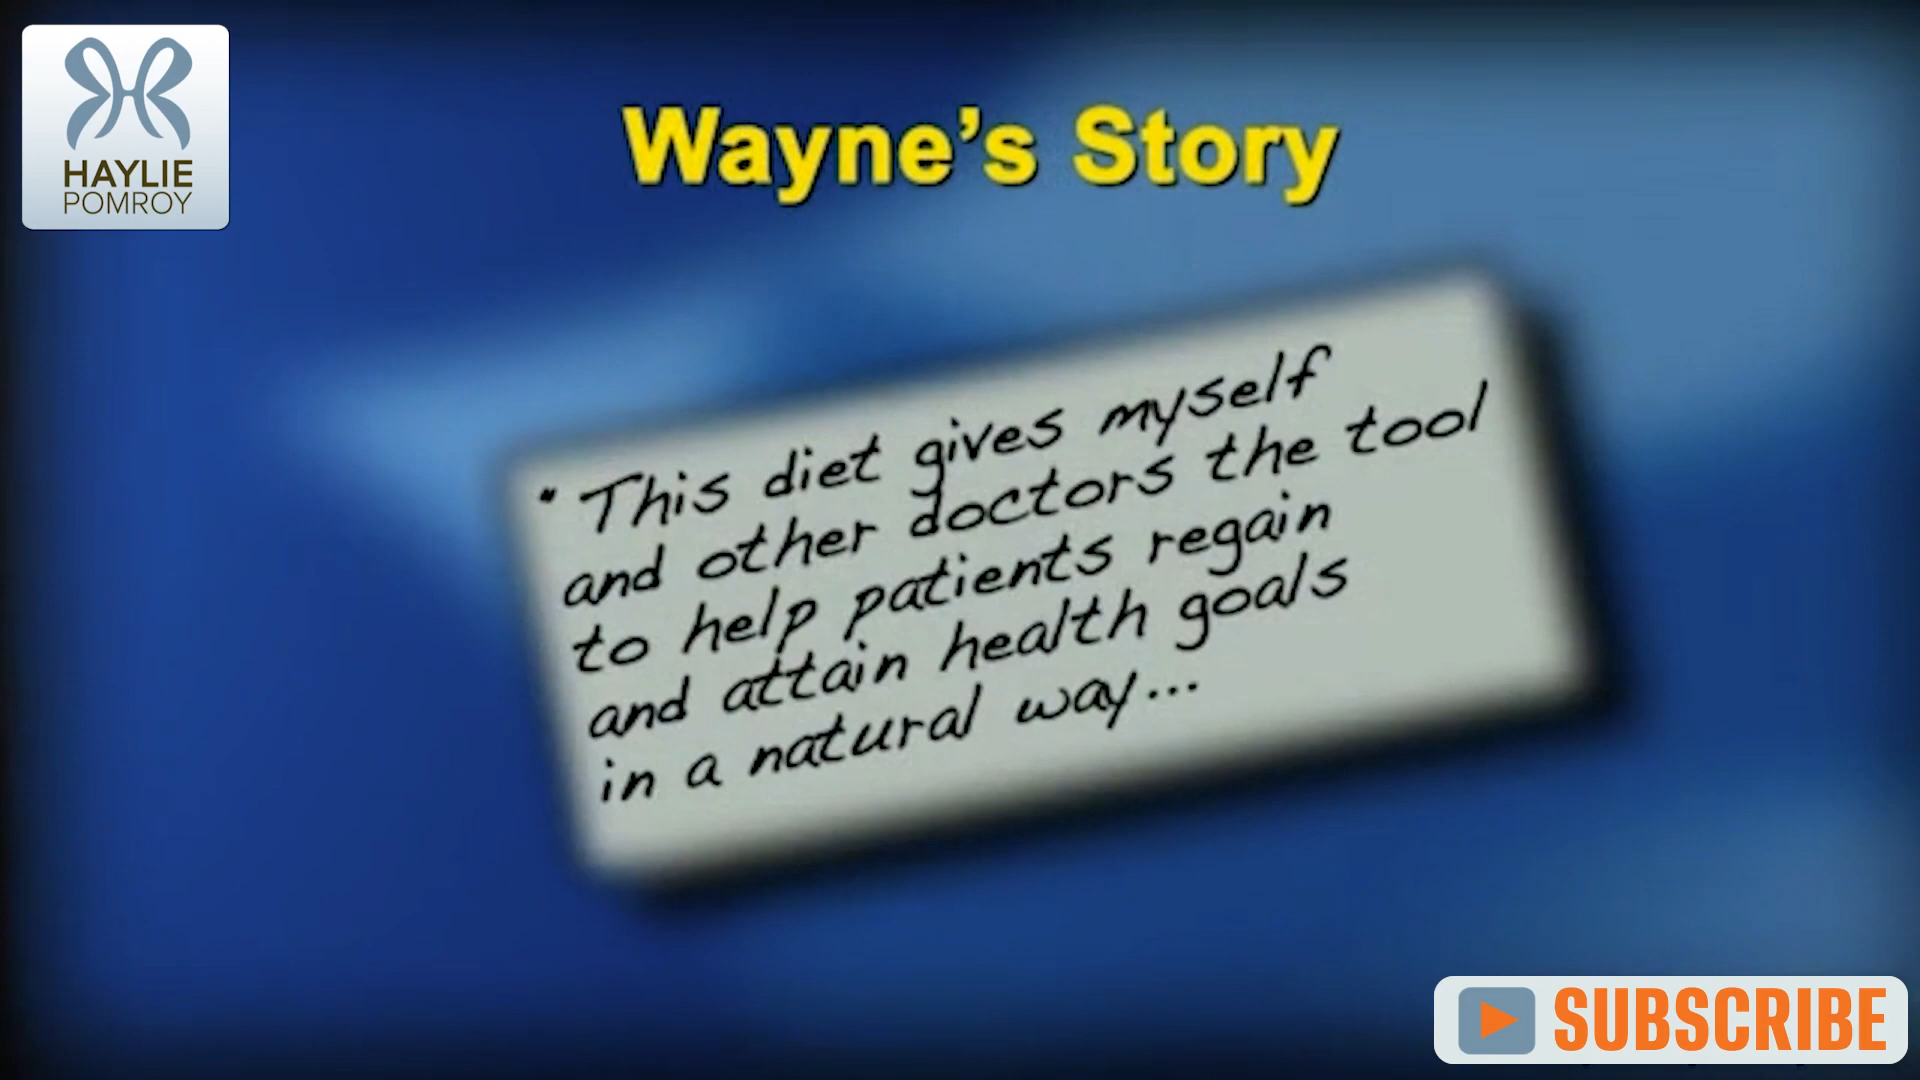 HAYLIE
POMROY
Wayne’s Story
"This diet gives myself
and other doctors the tool
to help patients regain
and attain health goals
in a natural way...
SUBSCRIBE